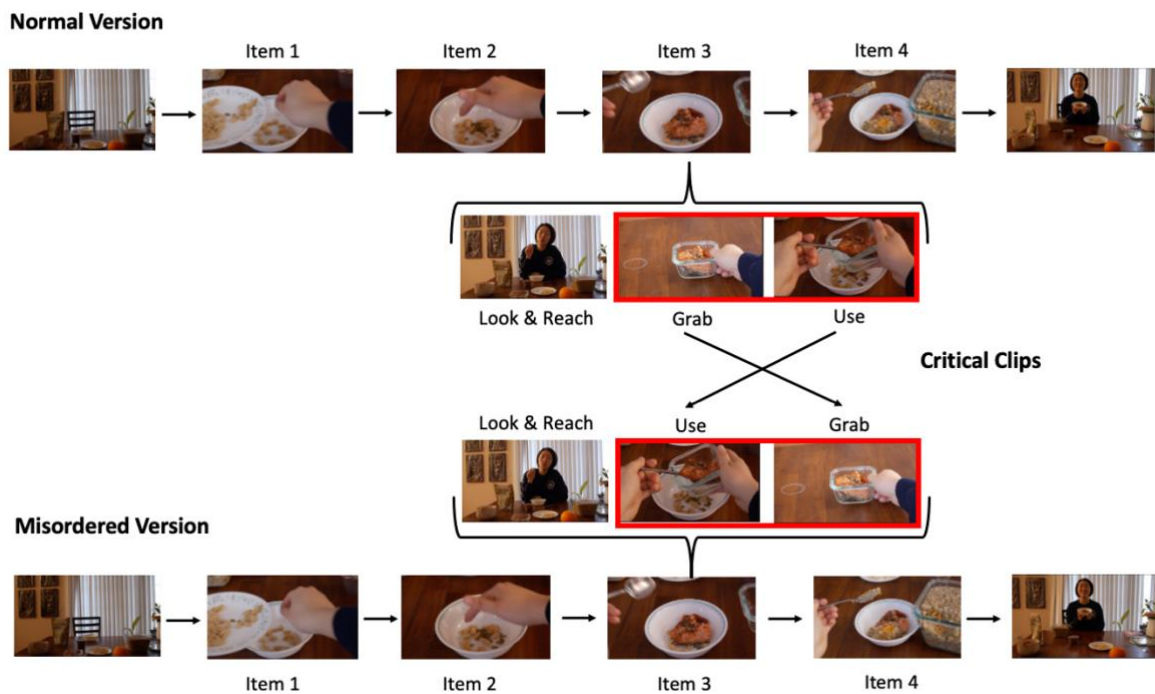 Normal Version
Item 1
Item 2
Item 3
Item 4
Look & Reach
Grab
Use
Critical Clips
Look & Reach
Use
Grab
Misordered Version
Item 1
Item 2
Item 3
Item 4